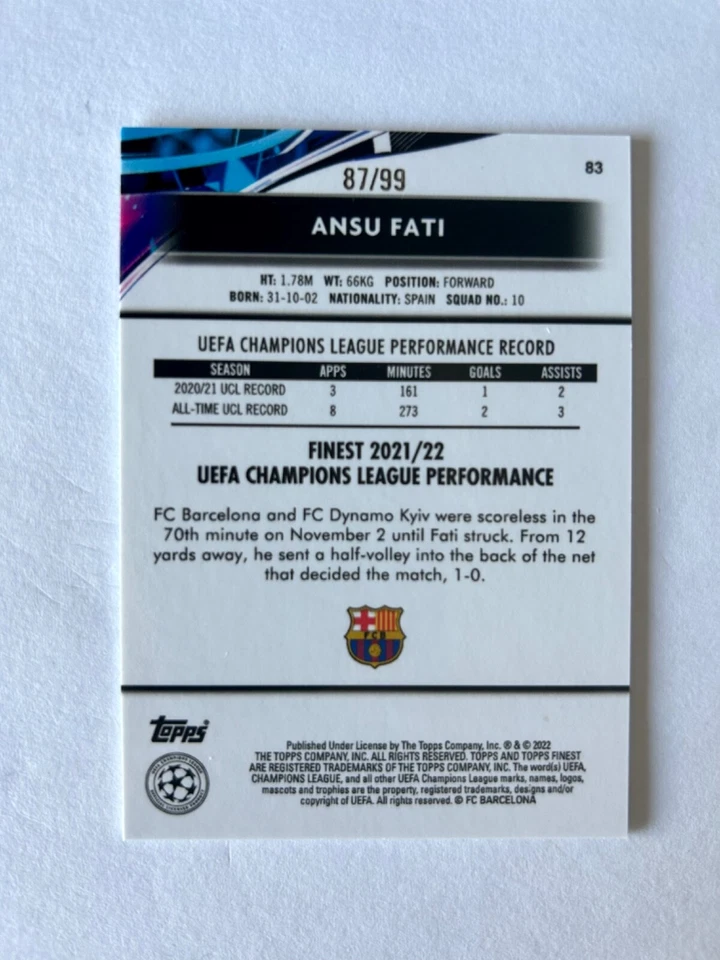 83
87/99
ANSU FATI
HT: 1.78M WT: 66KG POSITION: FORWARD
BORN: 31-10-02 NATIONALITY: SPAIN SQUAD NO.: 10
UEFA CHAMPIONS LEAGUE PERFORMANCE RECORD
SEASON APPS MINUTES GOALS ASSISTS
2020/21 UCL RECORD 3 161 1 2
ALL-TIME UCL RECORD 8 273 2 3
FINEST 2021/22
UEFA CHAMPIONS LEAGUE PERFORMANCE
FC Barcelona and FC Dynamo Kyiv were scoreless in the
70th minute on November 2 until Fati struck. From 12
yards away, he sent a half-volley into the back of the net
that decided the match, 1-0.
FCB
topps®
Published Under License by The Topps Company, Inc. ® & © 2022
THE TOPPS COMPANY, INC. ALL RIGHTS RESERVED. TOPPS AND TOPPS FINEST
ARE REGISTERED TRADEMARKS OF THE TOPPS COMPANY, INC. The word(s) UEFA,
CHAMPIONS LEAGUE, and all other UEFA Champions League marks, names, logos,
mascots and trophies are the property, registered trademarks, designs and/or
copyright of UEFA. All rights reserved. © FC BARCELONA